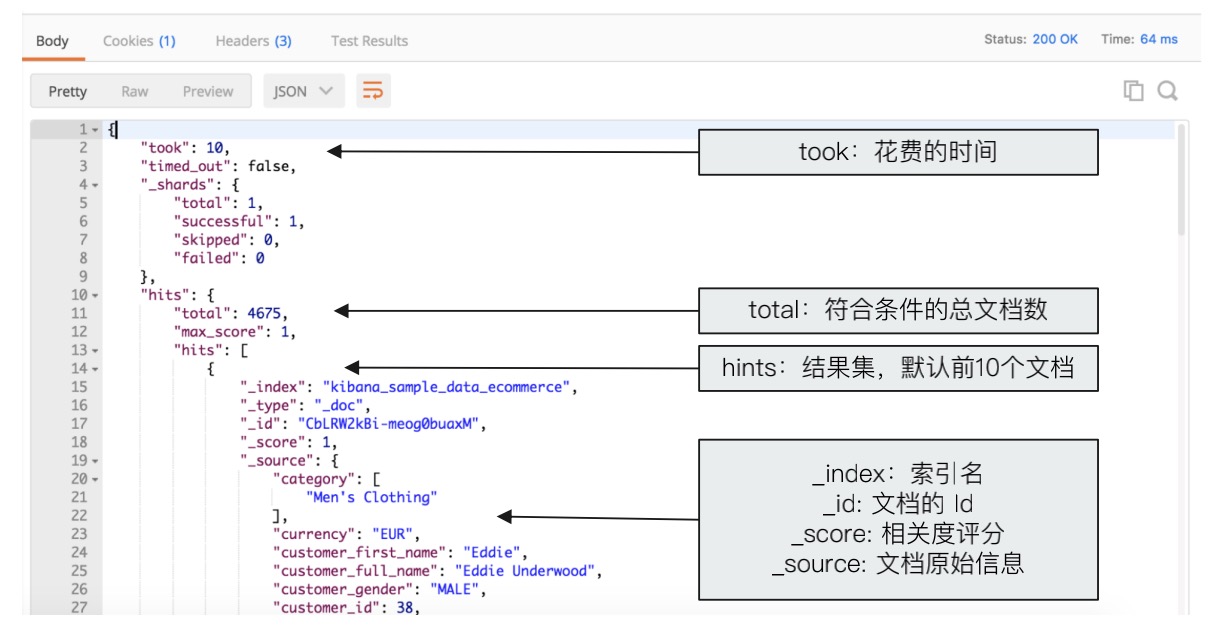 Body Cookies (1) Headers (3) Test Results Status: 200 OK Time: 64 ms
Pretty Raw Preview JSON
1 {
2 "took": 10,
took：花费的时间
3 "timed_out": false,
4 "_shards": {
5 "total": 1,
6 "successful": 1,
7 "skipped": 0,
8 "failed": 0
9 },
10 "hits": {
11 "total": 4675,
total：符合条件的总文档数
12 "max_score": 1,
13 "hits": [
14 {
hints：结果集，默认前10个文档
15 "_index": "kibana_sample_data_ecommerce",
16 "_type": "_doc",
17 "_id": "CbLRW2kBi-meog0buaxM",
18 "_score": 1,
19 "_source": {
20 "category": [
21 "Men's Clothing"
22 ],
23 "currency": "EUR",
24 "customer_first_name": "Eddie",
25 "customer_full_name": "Eddie Underwood",
26 "customer_gender": "MALE",
27 "customer_id": 38,
_index：索引名
_id: 文档的 Id
_score: 相关度评分
_source: 文档原始信息